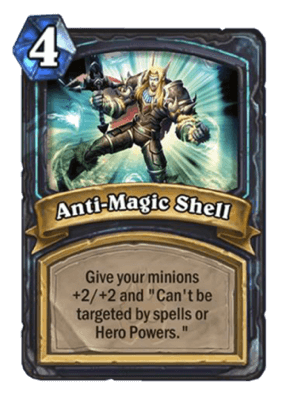 4
Anti-Magic Shell
Give your minions
+2/+2 and "Can't be
targeted by spells or
Hero Powers."